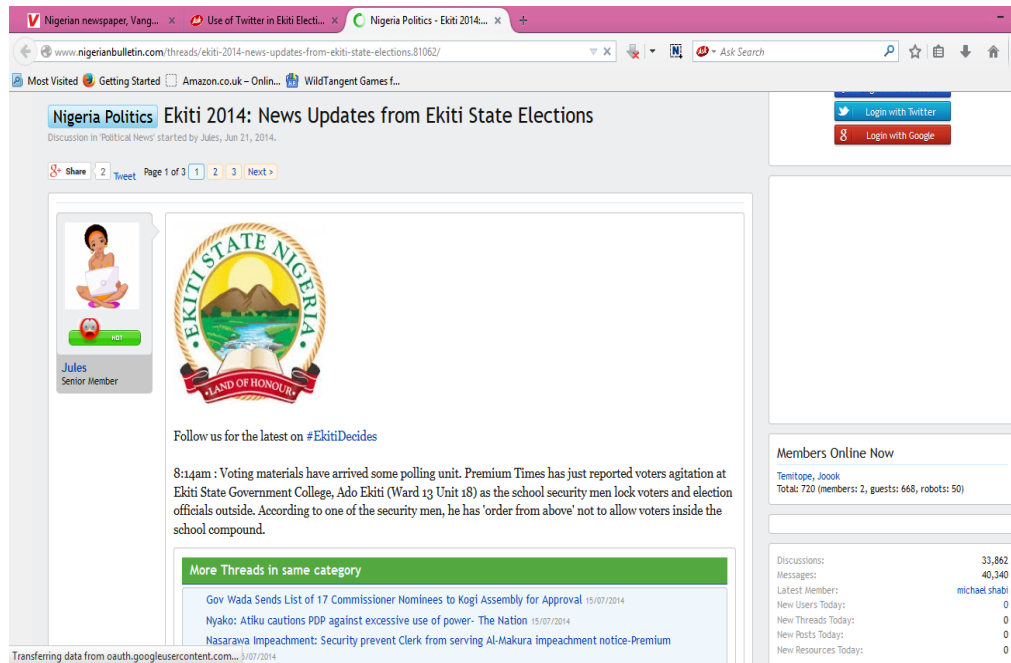 Nigerian newspaper, Vang... ×
Use of Twitter in Ekiti Electi... ×
Nigeria Politics - Ekiti 2014:... ×
www.nigerianbulletin.com/threads/ekiti-2014-news-updates-from-ekiti-state-elections.81062/
Ask Search
Most Visited Getting Started Amazon.co.uk – Onlin... WildTangent Games f...
Nigeria Politics Ekiti 2014: News Updates from Ekiti State Elections
Discussion in 'Political News' started by Jules, Jun 21, 2014.
Share 2 Tweet Page 1 of 3 1 2 3 Next >
HOT
Jules
Senior Member
EKITI STATE NIGERIA
LAND OF HONOUR
Follow us for the latest on #EkitiDecides
8:14am : Voting materials have arrived some polling unit. Premium Times has just reported voters agitation at
Ekiti State Government College, Ado Ekiti (Ward 13 Unit 18) as the school security men lock voters and election
officials outside. According to one of the security men, he has 'order from above' not to allow voters inside the
school compound.
More Threads in same category
Gov Wada Sends List of 17 Commissioner Nominees to Kogi Assembly for Approval 15/07/2014
Nyako: Atiku cautions PDP against excessive use of power- The Nation 15/07/2014
Nasarawa Impeachment: Security prevent Clerk from serving Al-Makura impeachment notice-Premium
/07/2014
Transferring data from oauth.googleusercontent.com...
Login with Twitter
8 Login with Google
Members Online Now
Temitope, Joook
Total: 720 (members: 2, guests: 668, robots: 50)
Discussions: 33,862
Messages: 40,340
Latest Member: michael shabi
New Users Today: 0
New Threads Today: 0
New Posts Today: 0
New Resources Today: 0